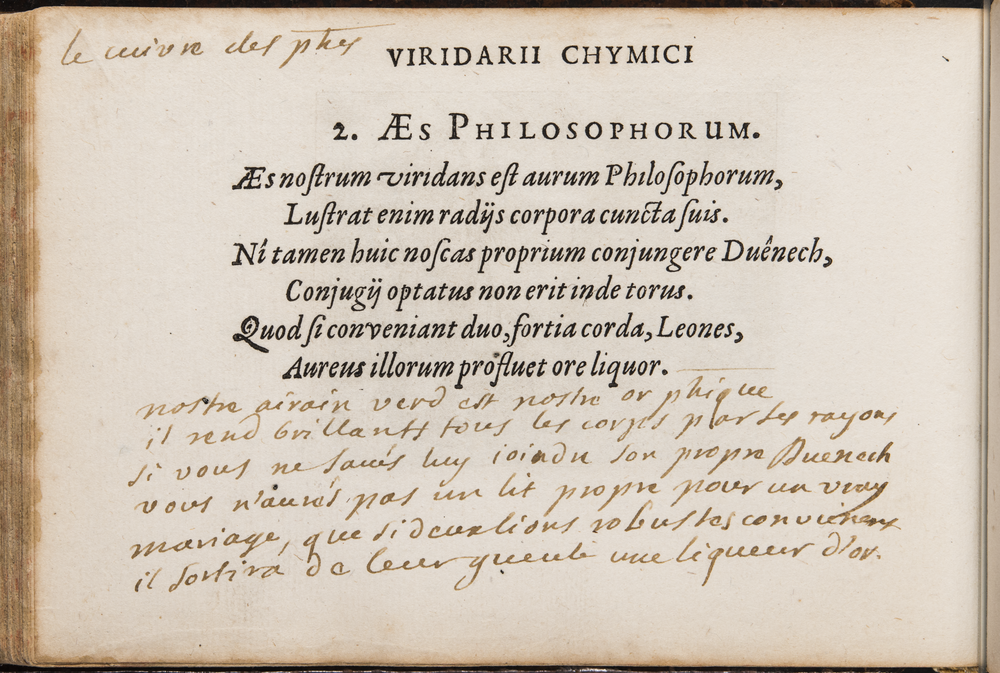 le cuivre des phes
VIRIDARII CHYMICI
2. ÆS PHILOSOPHORUM.
Æs noſtrum viridans eſt aurum Philoſophorum,
Luſtrat enim radijs corpora cuncta ſuis.
Nî tamen huic noſcas proprium conjungere Duênech,
Conjugij optatus non erit inde torus.
Quod ſi conveniant duo, fortia corda, Leones,
Aureus illorum profluet ore liquor.
nostre airain verd est nostre or phique
il rend brillants tous les corps par ses rayons
si vous ne savés luy joindre son propre Duenech
vous n'aurés pas un lit propre pour un vray
mariage, que si deux lions robustes conviennent
il sortira de leur gueule une liqueur d'or.